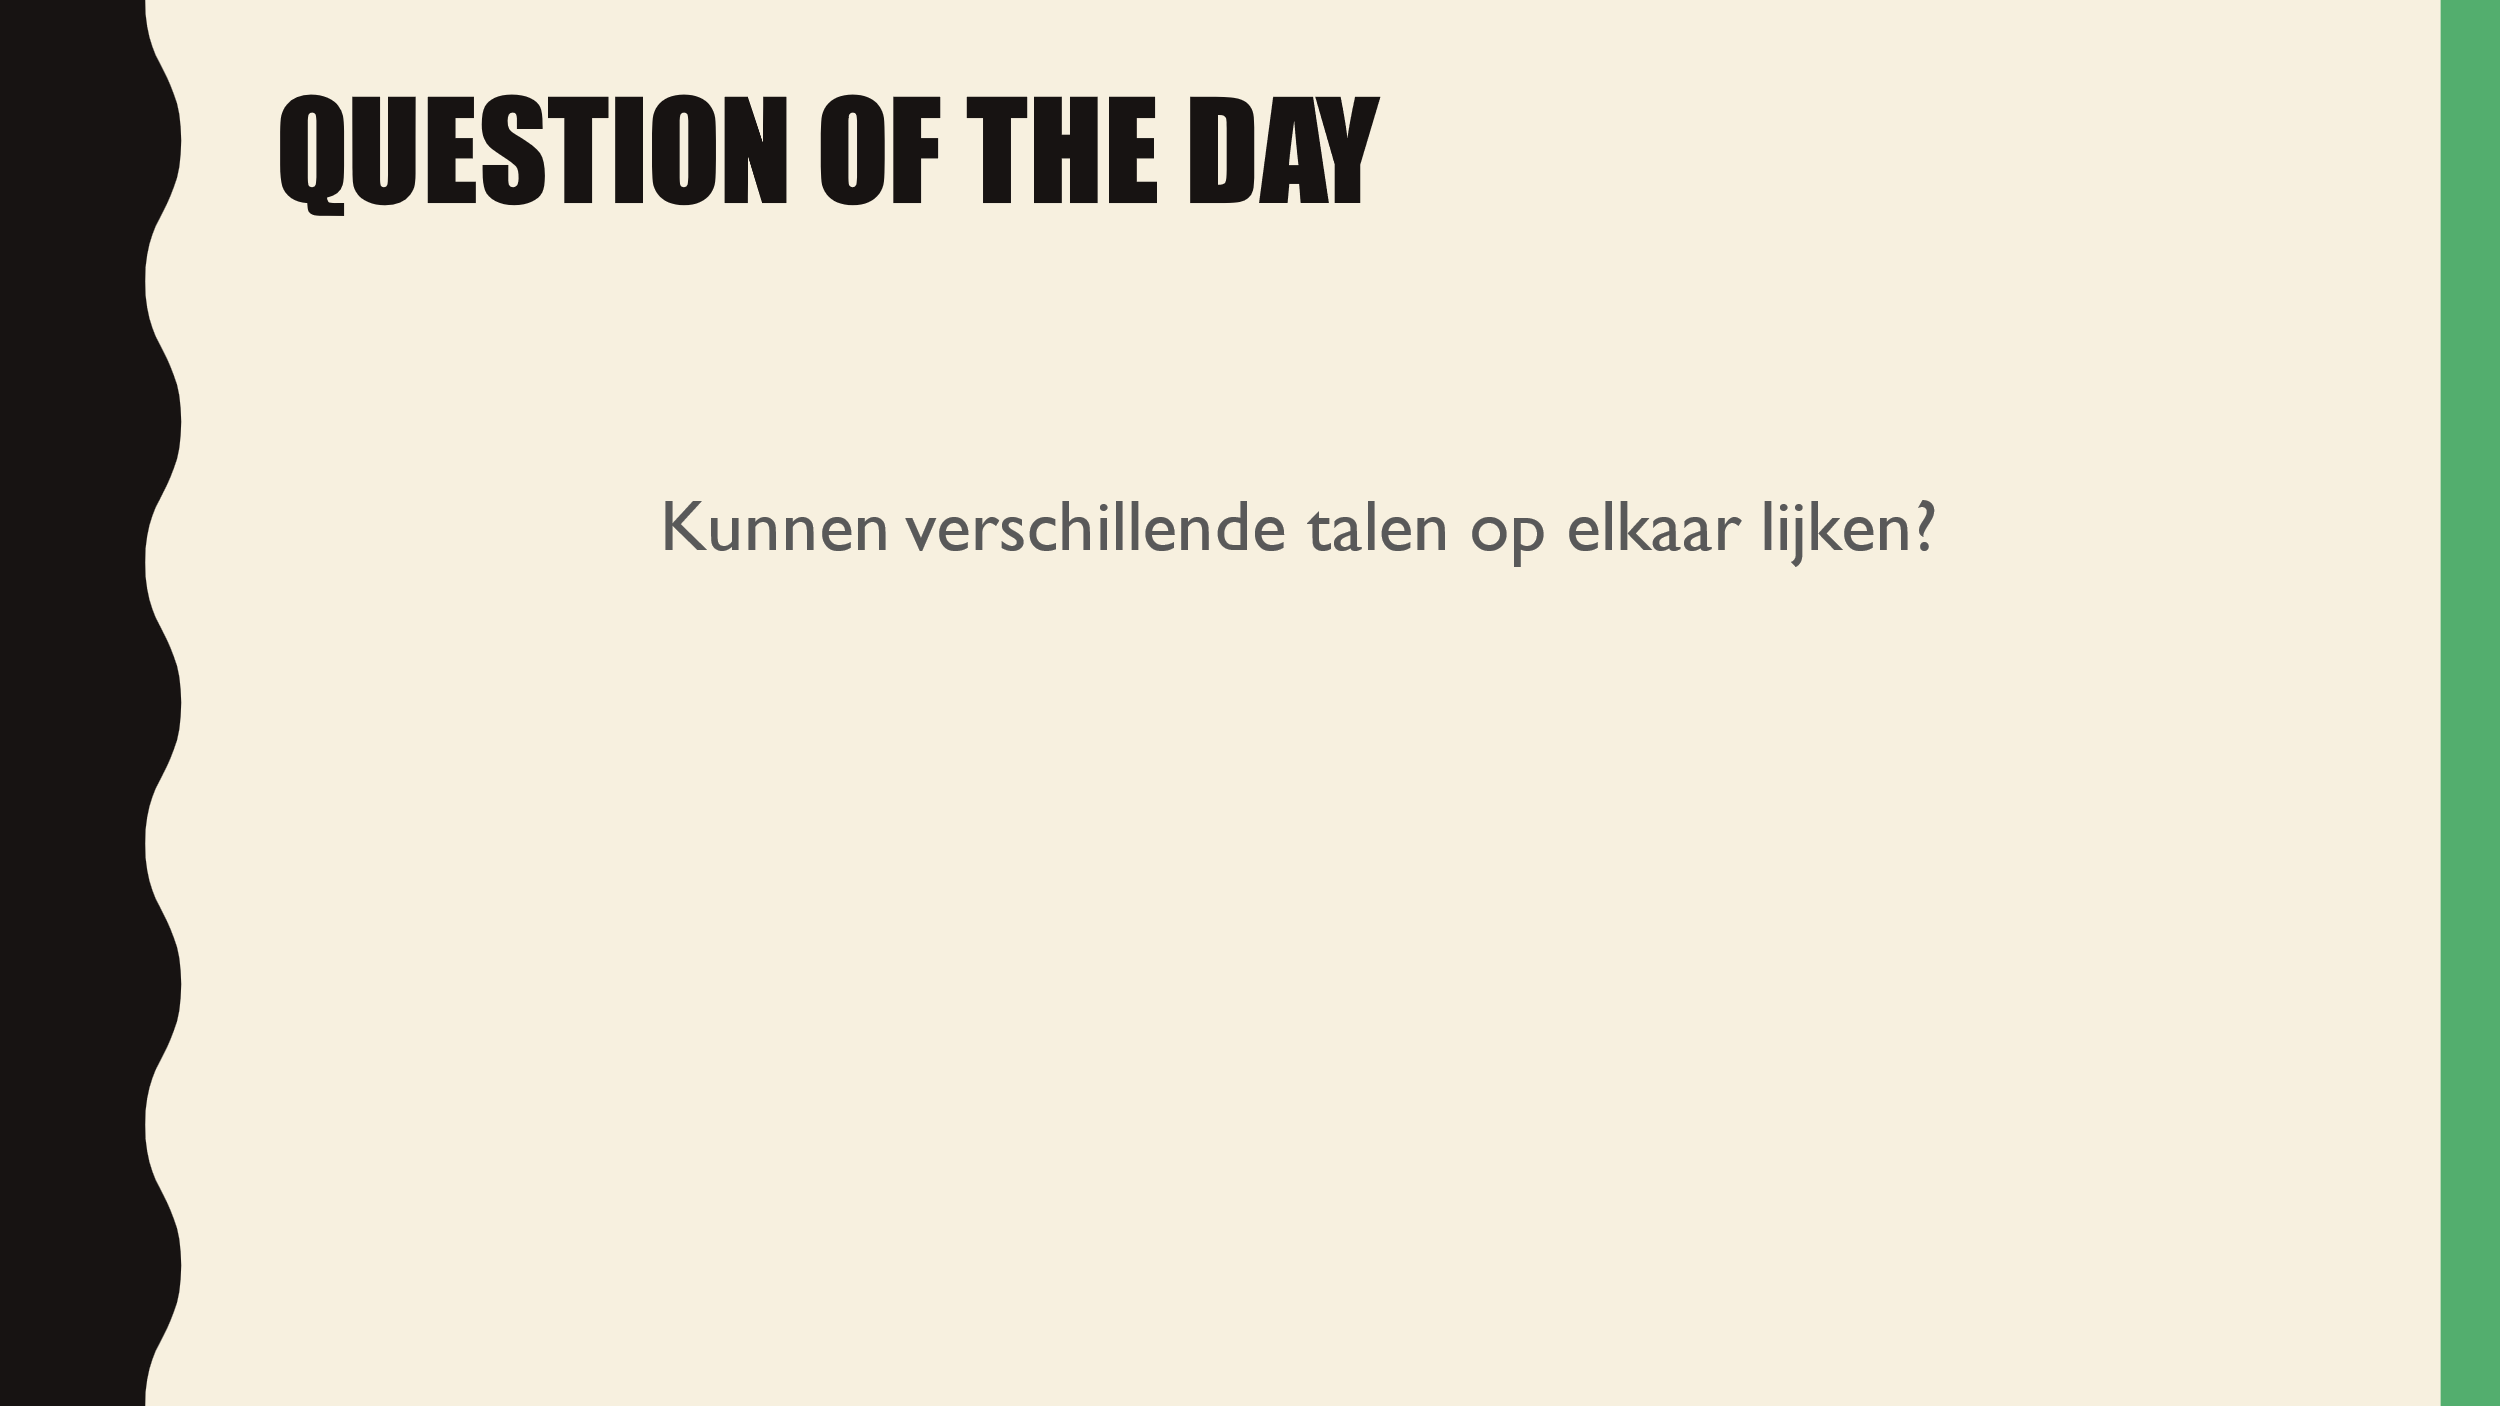 QUESTION OF THE DAY
Kunnen verschillende talen op elkaar lijken?